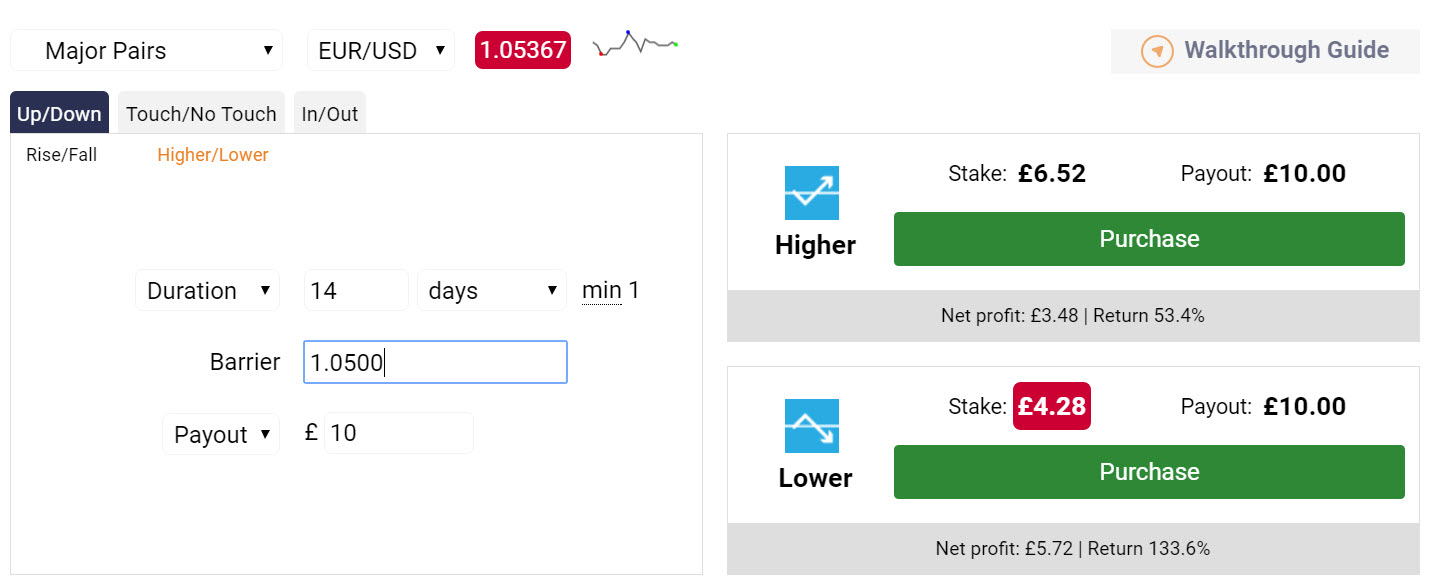 Major Pairs EUR/USD 1.05367 Walkthrough Guide
Up/Down Touch/No Touch In/Out
Rise/Fall Higher/Lower
Duration 14 days min 1
Barrier 1.0500
Payout £ 10
Stake: £6.52 Payout: £10.00
Purchase
Higher
Net profit: £3.48 | Return 53.4%
Stake: £4.28 Payout: £10.00
Purchase
Lower
Net profit: £5.72 | Return 133.6%